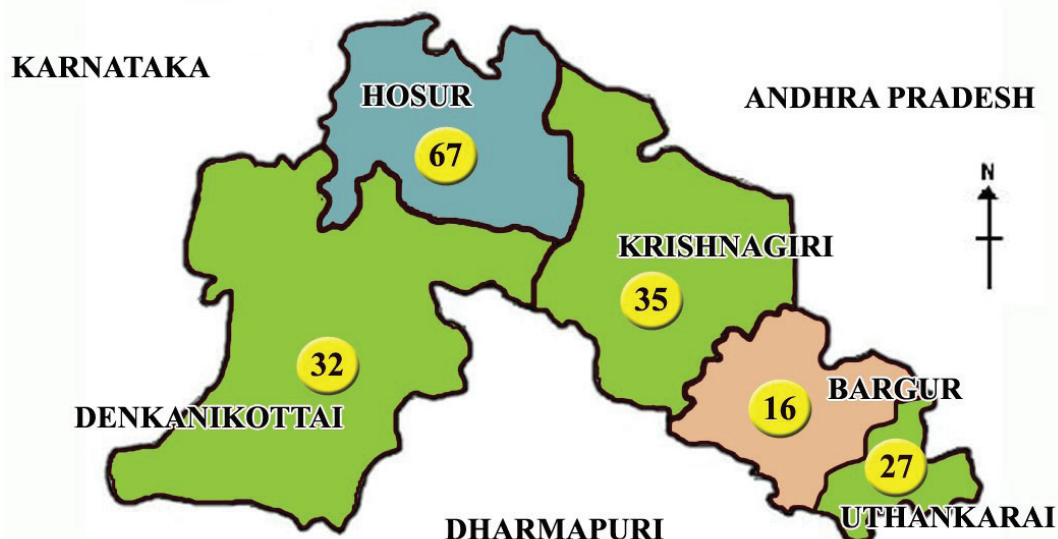 KARNATAKA
HOSUR
67
ANDHRA PRADESH
N
KRISHNAGIRI
35
32
DENKANIKOTTAI
BARGUR
16
27
UTHANKARAI
DHARMAPURI